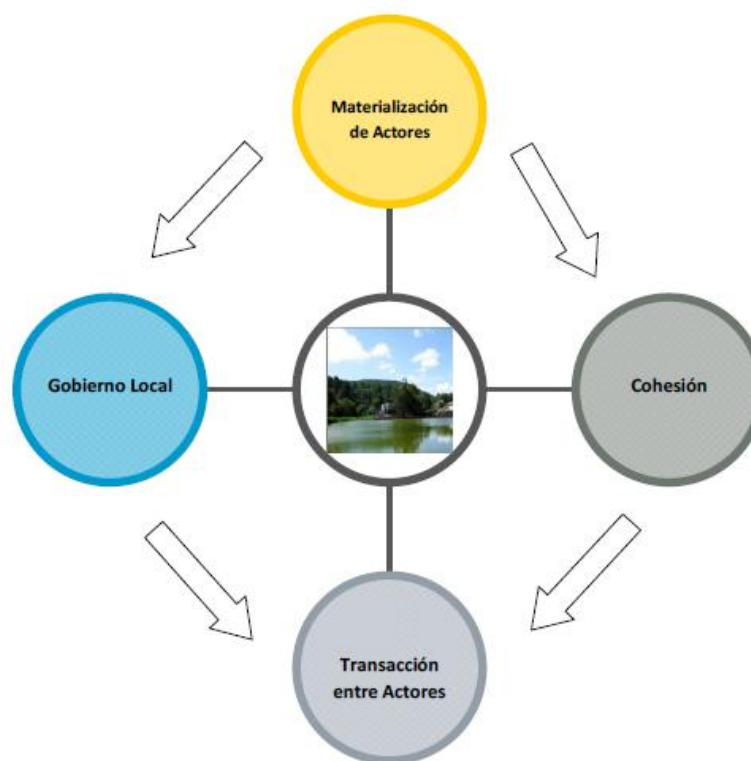 Materialización
de Actores
Gobierno Local
Cohesión
Transacción
entre Actores